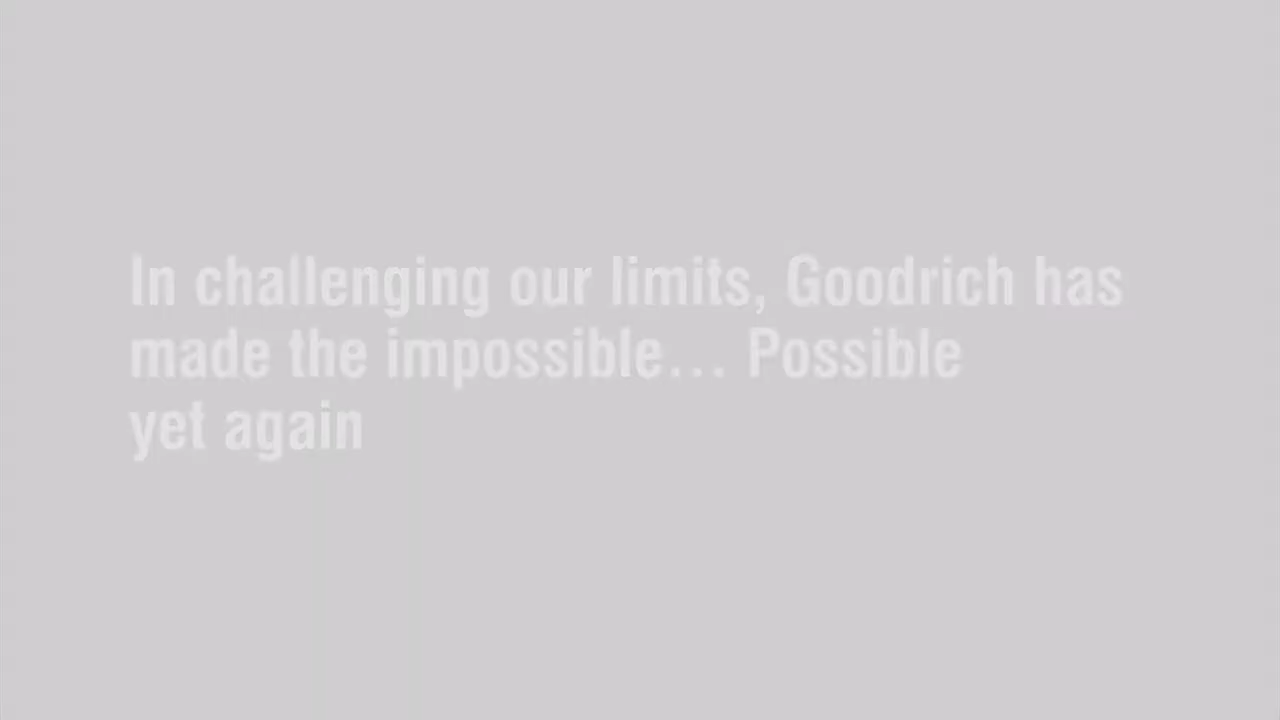 In challenging our limits, Goodrich has
made the impossible... Possible
yet again